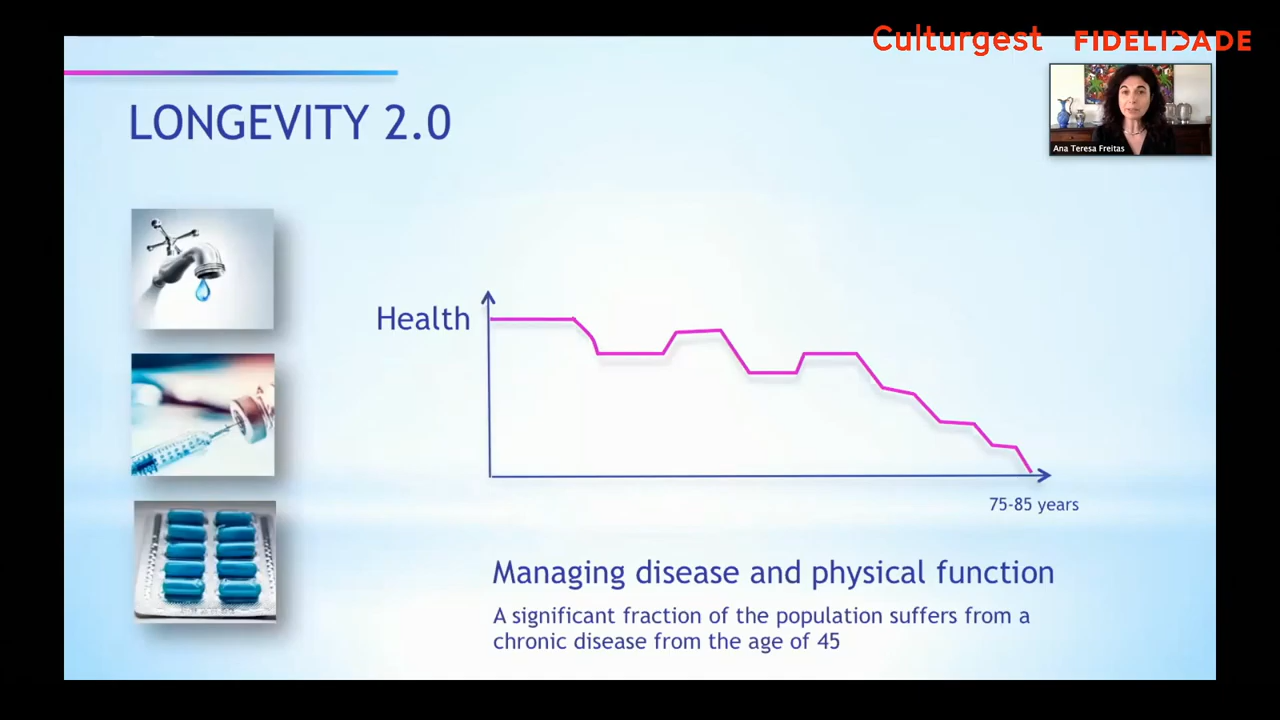 Culturgest FIDELIDADE
Ana Teresa Freitas
LONGEVITY 2.0
Health
75-85 years
Managing disease and physical function
A significant fraction of the population suffers from a
chronic disease from the age of 45